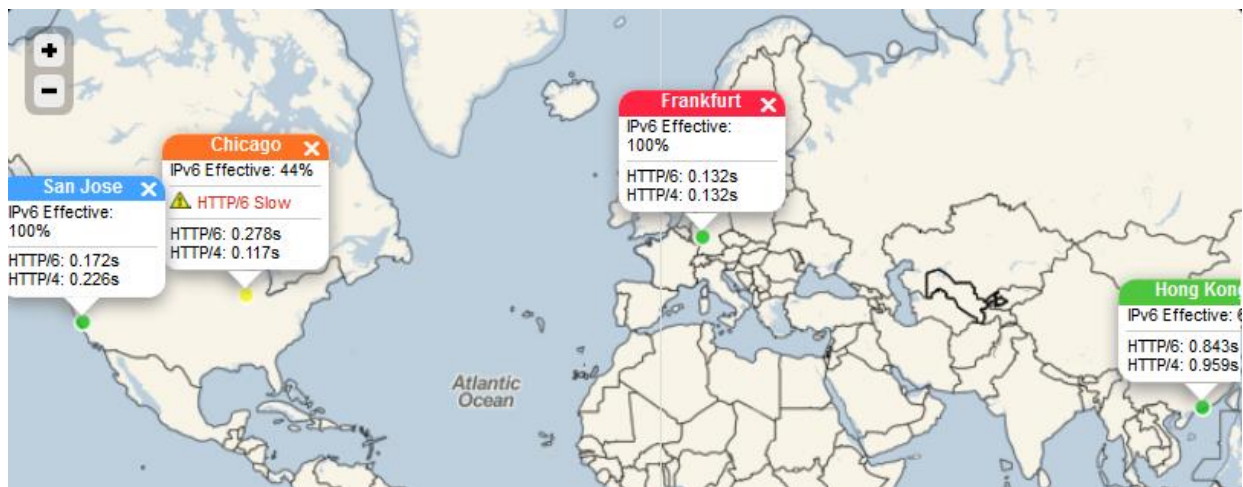 +
−
San Jose ×
IPv6 Effective:
100%
HTTP/6: 0.172s
HTTP/4: 0.226s
Chicago ×
IPv6 Effective: 44%
HTTP/6 Slow
HTTP/6: 0.278s
HTTP/4: 0.117s
Frankfurt ×
IPv6 Effective:
100%
HTTP/6: 0.132s
HTTP/4: 0.132s
Hong Kong
IPv6 Effective:
HTTP/6: 0.843s
HTTP/4: 0.959s
Atlantic
Ocean